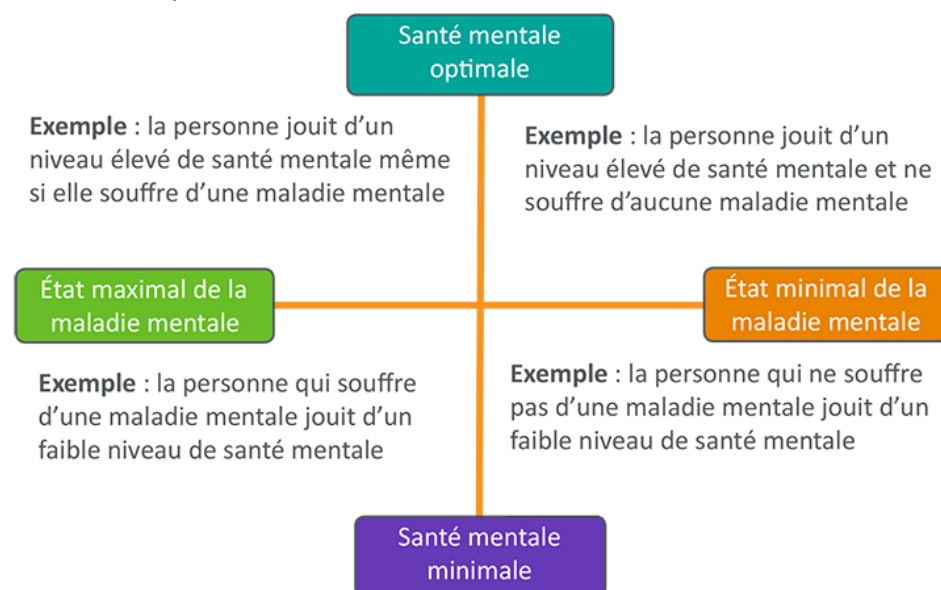 Santé mentale
optimale
Exemple : la personne jouit d'un
niveau élevé de santé mentale même
si elle souffre d'une maladie mentale
Exemple : la personne jouit d'un
niveau élevé de santé mentale et ne
souffre d'aucune maladie mentale
État maximal de la
maladie mentale
État minimal de la
maladie mentale
Exemple : la personne qui souffre
d'une maladie mentale jouit d'un
faible niveau de santé mentale
Exemple : la personne qui ne souffre
pas d'une maladie mentale jouit d'un
faible niveau de santé mentale
Santé mentale
minimale